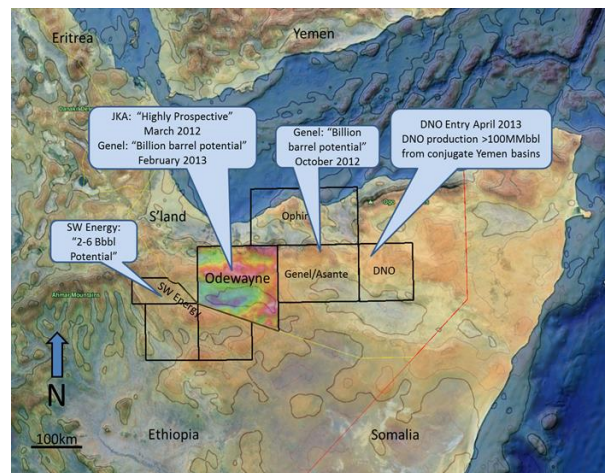 Eritrea
Yemen
JKA: “Highly Prospective”
March 2012
Genel: “Billion barrel potential”
February 2013
Genel: “Billion
barrel potential”
October 2012
DNO Entry April 2013
DNO production >100MMbbl
from conjugate Yemen basins
S’land
Ophir
SW Energy:
“2-6 Bbbl
Potential”
Odewayne
Genel/Asante
DNO
SW Energy
Ahmar Mountains
N
100km
Ethiopia
Somalia